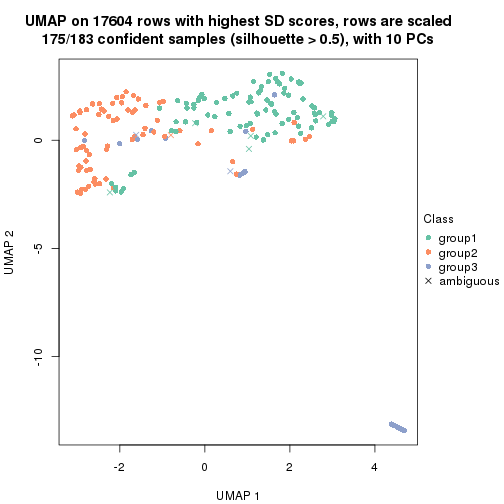 UMAP on 17604 rows with highest SD scores, rows are scaled
175/183 confident samples (silhouette > 0.5), with 10 PCs
0
-5
-10
UMAP 2
-2
0
2
4
UMAP 1
Class
group1
group2
group3
ambiguous